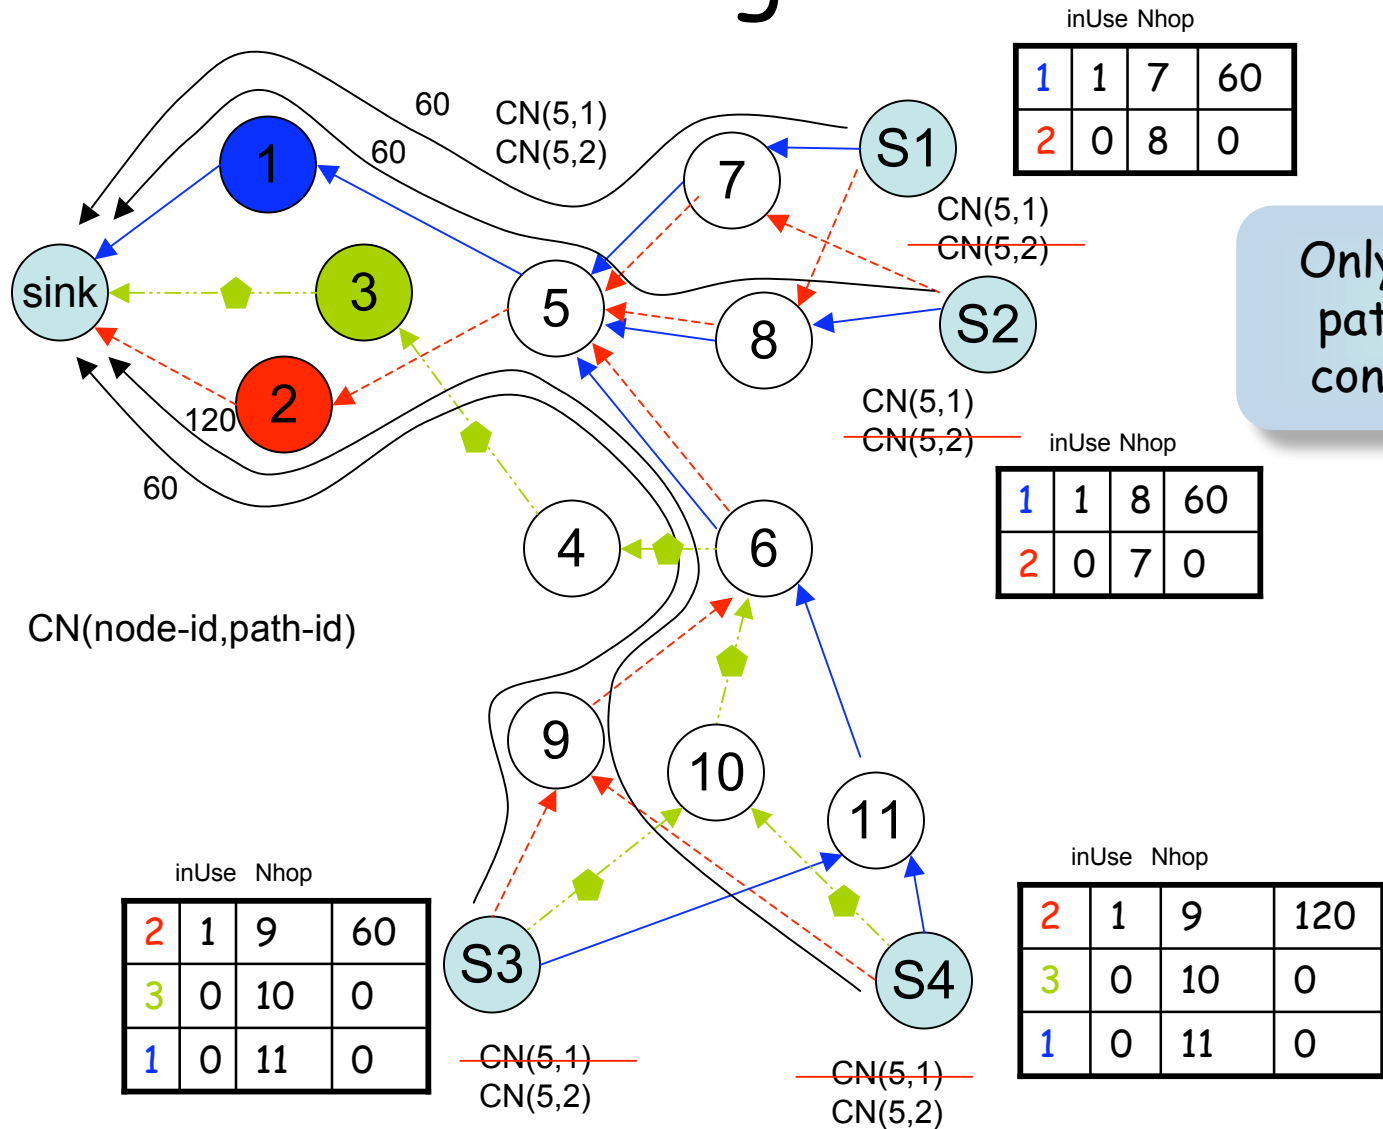 inUse Nhop
1 1 7 60
2 0 8 0
60
60
CN(5,1)
CN(5,2)
1
7
S1
CN(5,1)
CN(5,2)
sink
3
5
8
S2
2
120
60
CN(5,1)
CN(5,2)
inUse Nhop
1 1 8 60
2 0 7 0
4
6
CN(node-id,path-id)
9
10
11
inUse Nhop
2 1 9 60
3 0 10 0
1 0 11 0
S3
S4
inUse Nhop
2 1 9 120
3 0 10 0
1 0 11 0
CN(5,1)
CN(5,2)
CN(5,1)
CN(5,2)